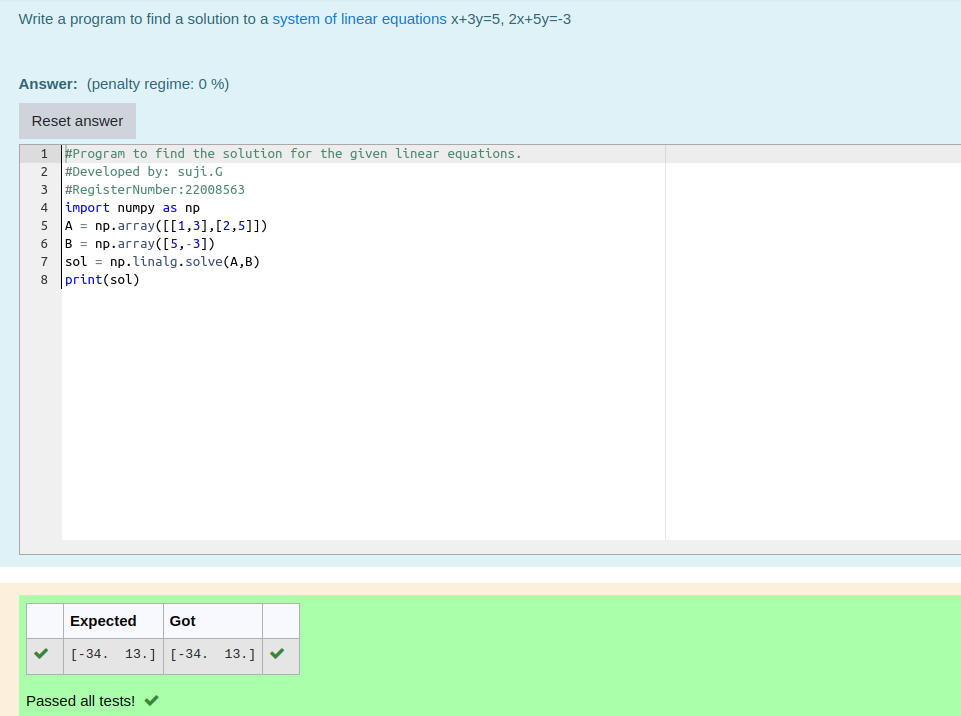 Write a program to find a solution to a system of linear equations x+3y=5, 2x+5y=-3
Answer: (penalty regime: 0 %)
Reset answer
1 #Program to find the solution for the given linear equations.
2 #Developed by: suji.G
3 #RegisterNumber:22008563
4 import numpy as np
5 A = np.array([[1,3],[2,5]])
6 B = np.array([5,-3])
7 sol = np.linalg.solve(A,B)
8 print(sol)
Expected Got
[-34.  13.] [-34.  13.]
Passed all tests!